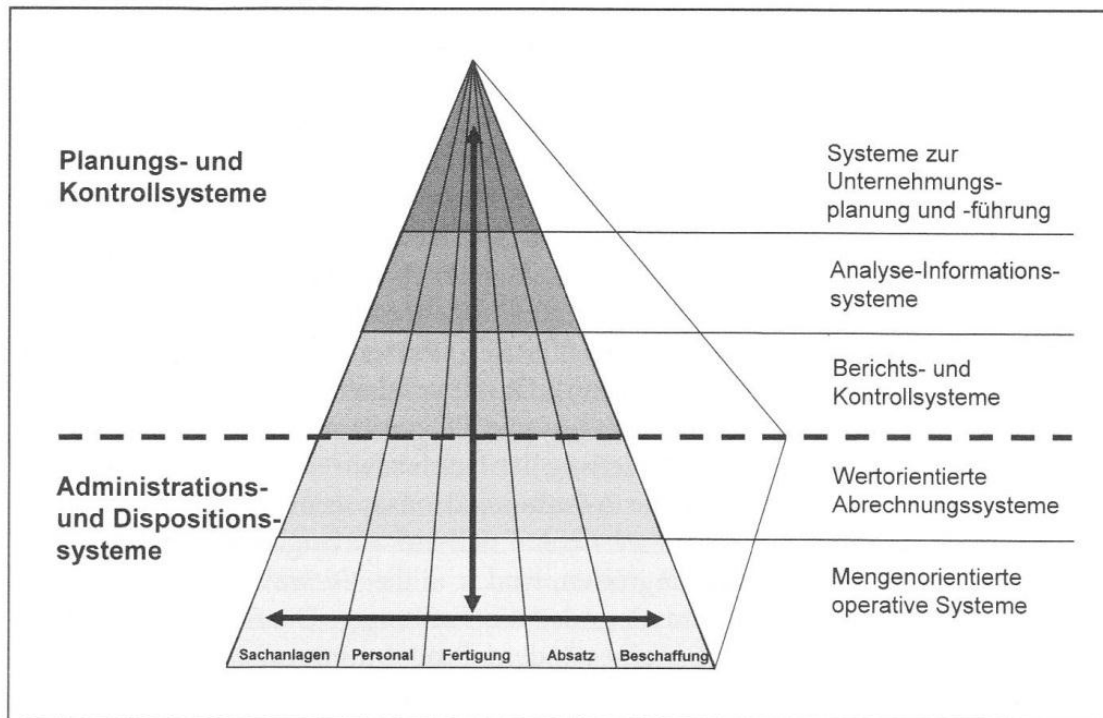 Planungs- und
Kontrollsysteme
Systeme zur
Unternehmungs-
planung und -führung
Analyse-Informations-
systeme
Berichts- und
Kontrollsysteme
Administrations-
und Dispositions-
systeme
Wertorientierte
Abrechnungssysteme
Mengenorientierte
operative Systeme
Sachanlagen Personal Fertigung Absatz Beschaffung